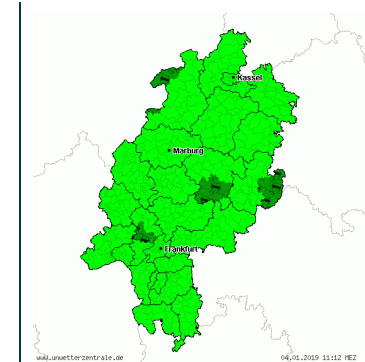 Kassel
Marburg
Frankfurt
www.unwetterzentrale.de
04.01.2019 11:12 MEZ